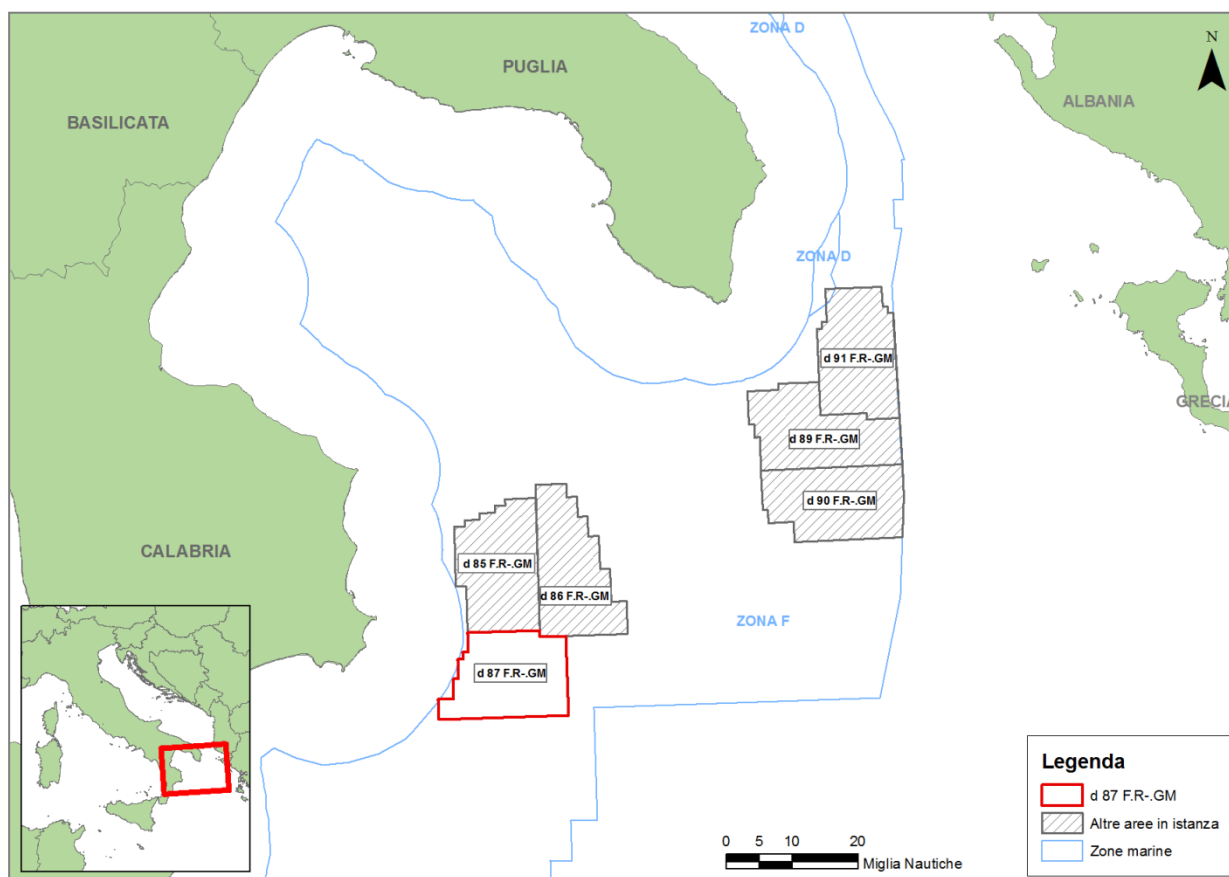 ZONA D
N
PUGLIA
ALBANIA
BASILICATA
ZONA D
d 91 F.R-.GM
GRECIA
d 89 F.R-.GM
d 90 F.R-.GM
CALABRIA
d 85 F.R-.GM
d 86 F.R-.GM
ZONA F
d 87 F.R-.GM
Legenda
d 87 F.R-.GM
Altre aree in istanza
Zone marine
0 5 10 20
Miglia Nautiche